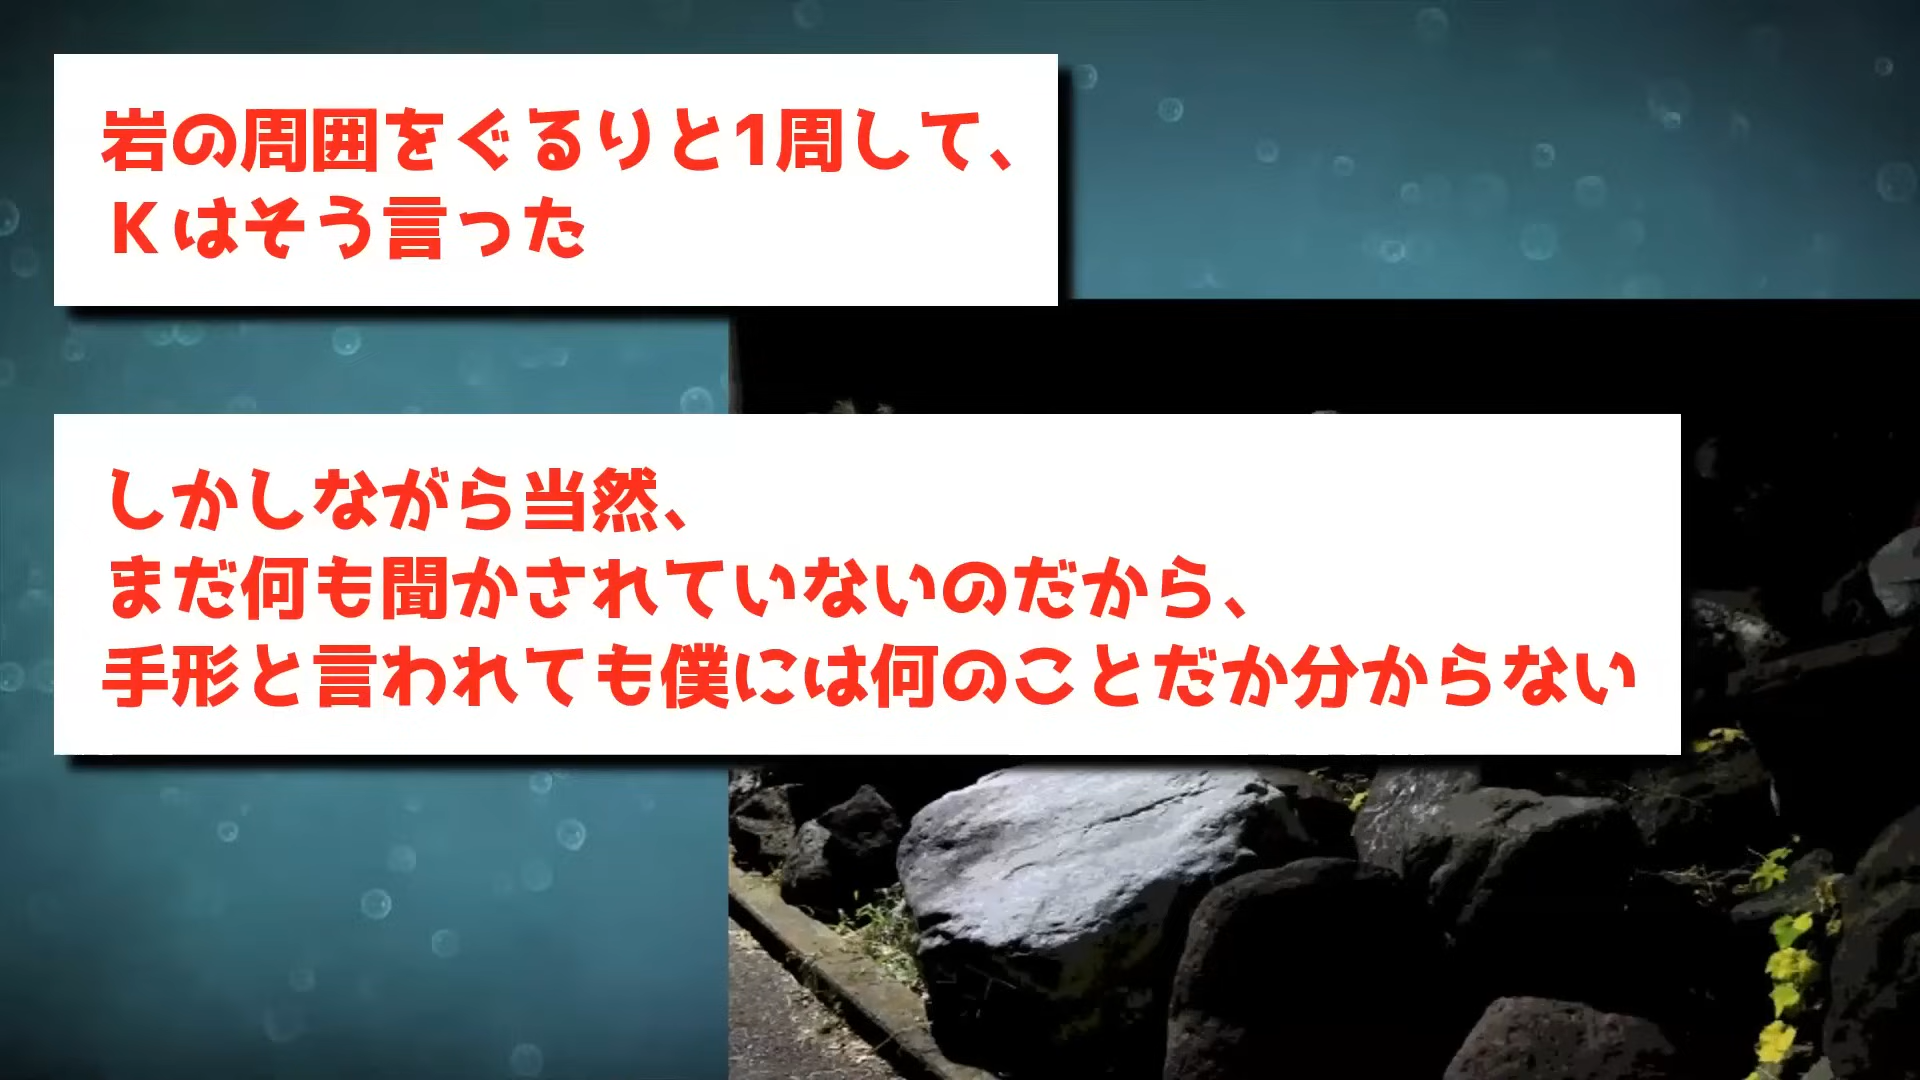 岩の周囲をぐるりと1周して、
Ｋはそう言った
しかしながら当然、
まだ何も聞かされていないのだから、
手形と言われても僕には何のことだか分からない